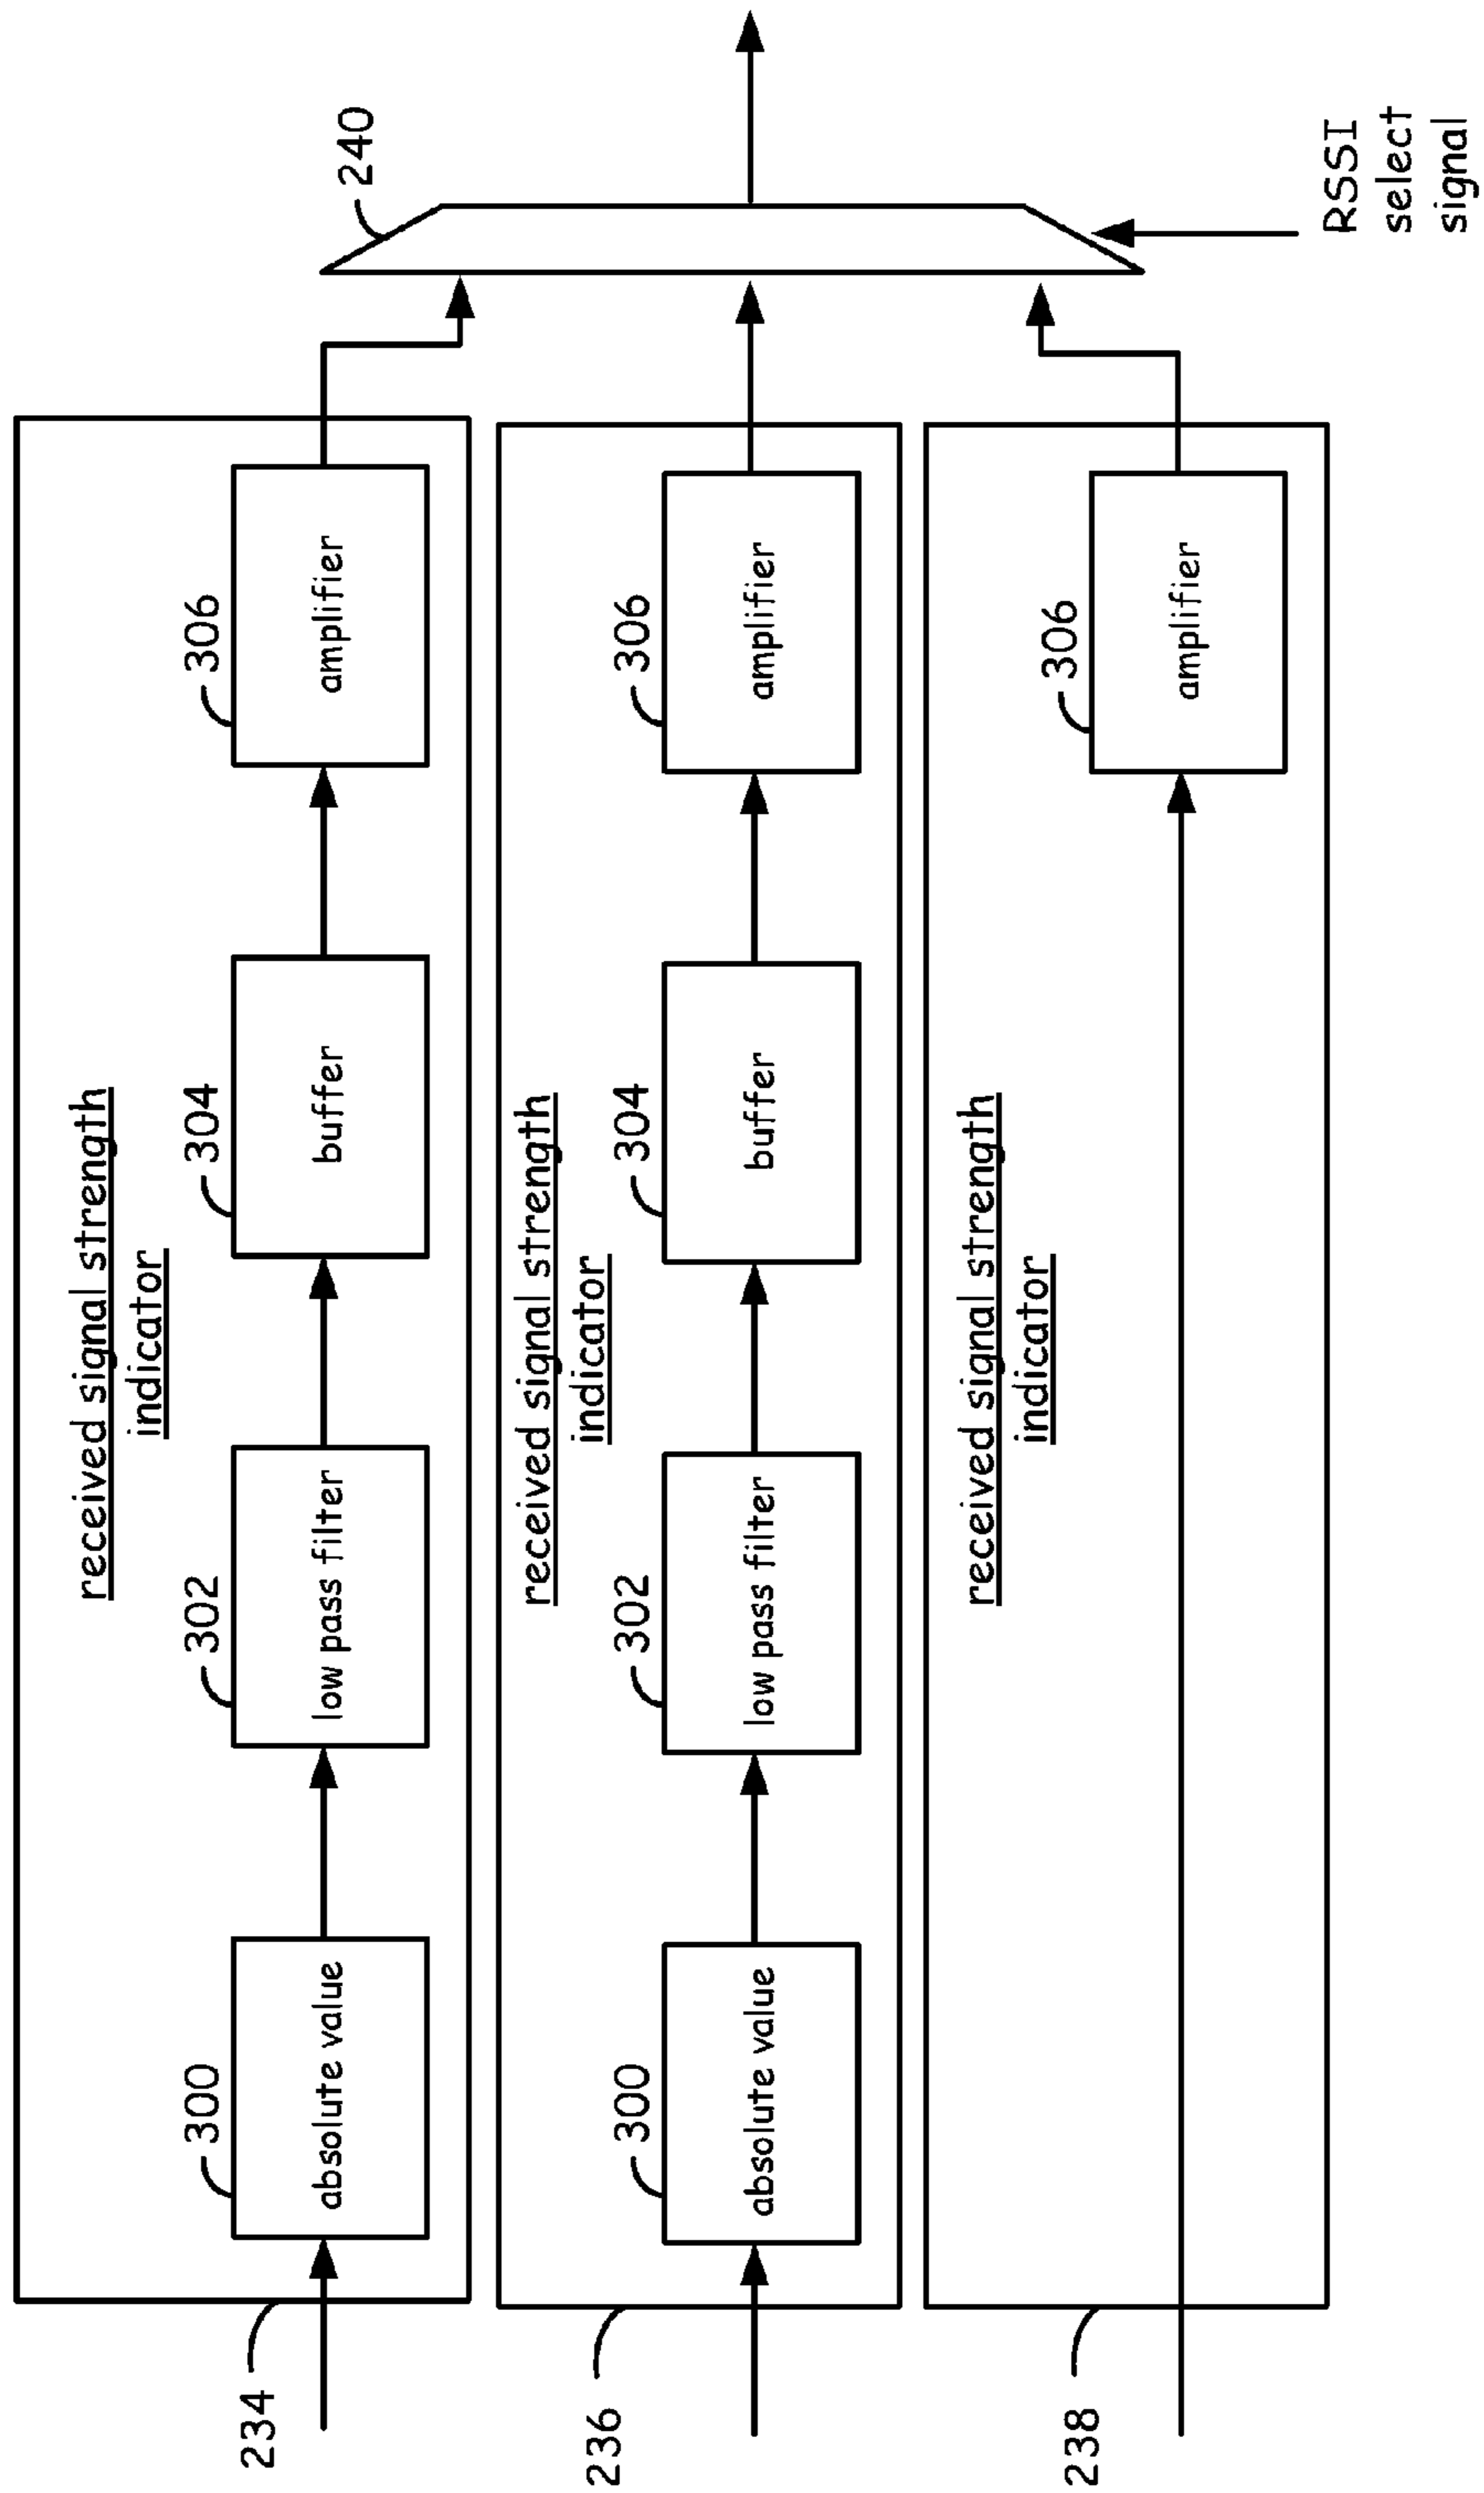 received signal strength
indicator
234
300
absolute value
302
low pass filter
304
buffer
306
amplifier
240
received signal strength
indicator
236
300
absolute value
302
low pass filter
304
buffer
306
amplifier
received signal strength
indicator
238
306
amplifier
RSSI
select
signal